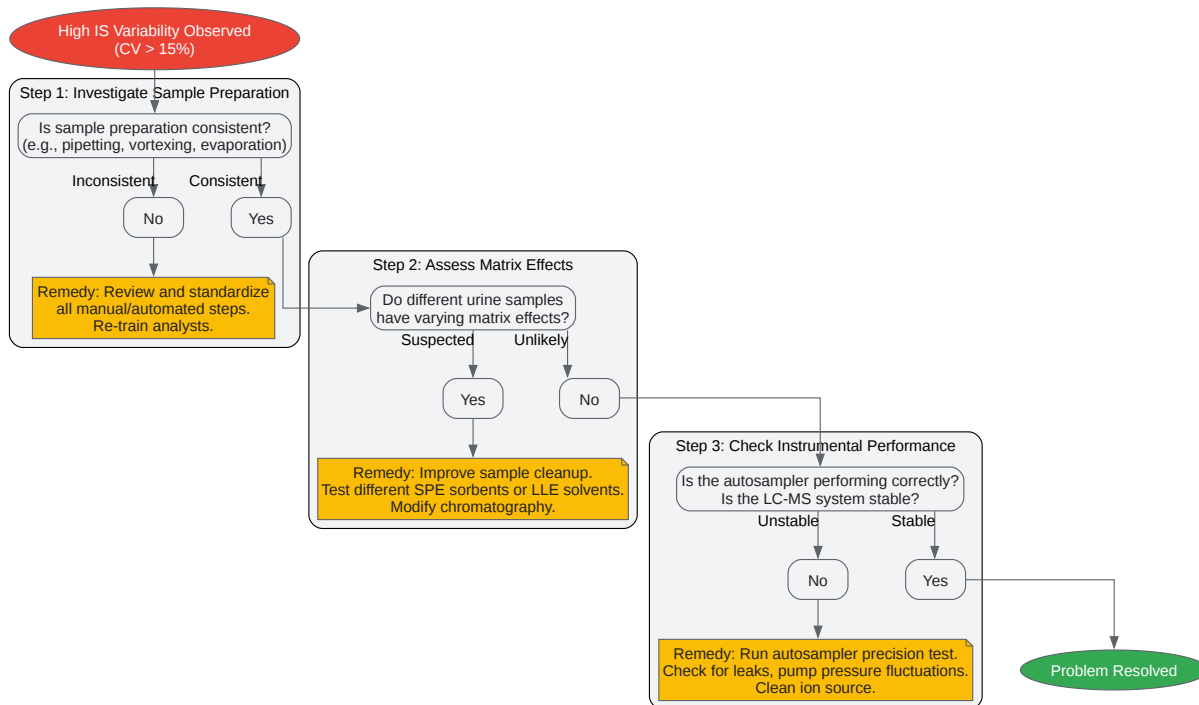 High IS Variability Observed
(CV > 15%)
Step 1: Investigate Sample Preparation
Is sample preparation consistent?
(e.g., pipetting, vortexing, evaporation)
Inconsistent
Consistent
No
Yes
Remedy: Review and standardize
all manual/automated steps.
Re-train analysts.
Step 2: Assess Matrix Effects
Do different urine samples
have varying matrix effects?
Suspected
Unlikely
Yes
No
Remedy: Improve sample cleanup.
Test different SPE sorbents or LLE solvents.
Modify chromatography.
Step 3: Check Instrumental Performance
Is the autosampler performing correctly?
Is the LC-MS system stable?
Unstable
Stable
No
Yes
Remedy: Run autosampler precision test.
Check for leaks, pump pressure fluctuations.
Clean ion source.
Problem Resolved